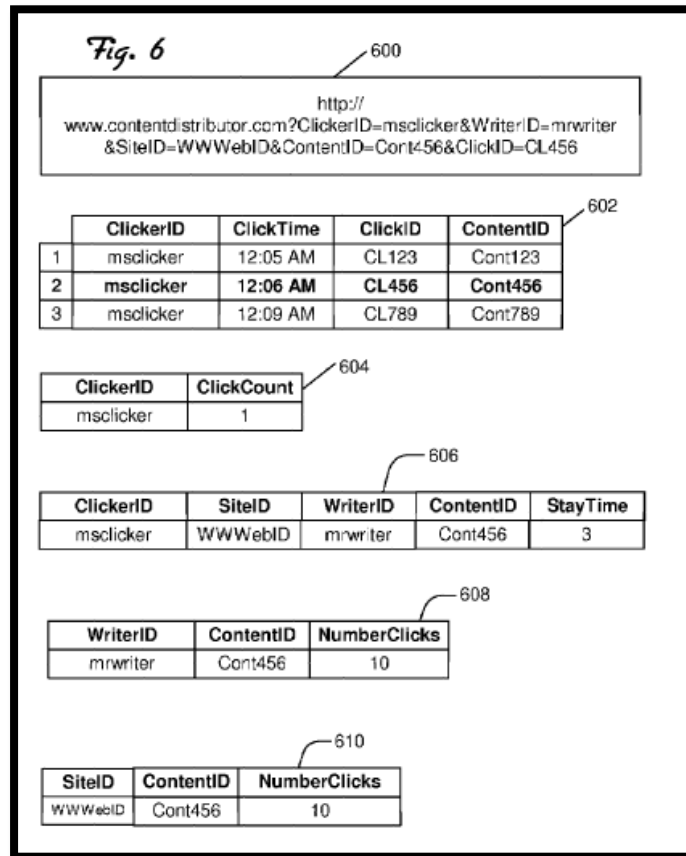 Fig. 6
600
http://
www.contentdistributor.com?ClickerID=msclicker&WriterID=mrwriter
&SiteID=WWWebID&ContentID=Cont456&ClickID=CL456
602
ClickerID ClickTime ClickID ContentID
1 msclicker 12:05 AM CL123 Cont123
2 msclicker 12:06 AM CL456 Cont456
3 msclicker 12:09 AM CL789 Cont789
604
ClickerID ClickCount
msclicker 1
606
ClickerID SiteID WriterID ContentID StayTime
msclicker WWWebID mrwriter Cont456 3
608
WriterID ContentID NumberClicks
mrwriter Cont456 10
610
SiteID ContentID NumberClicks
WWWebID Cont456 10